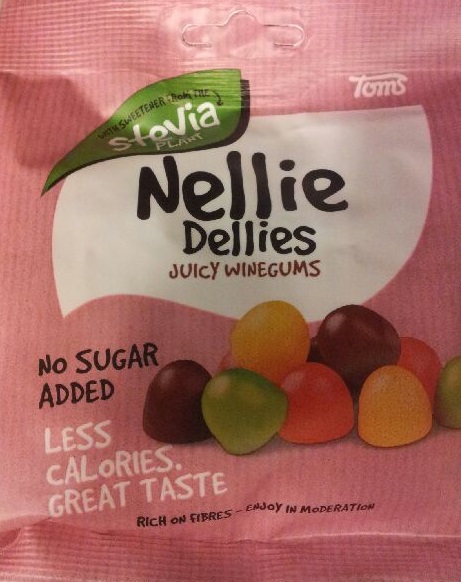 Toms
WITH SWEETENER FROM THE
stevia
PLANT
Nellie
Dellies
JUICY WINEGUMS
NO SUGAR
ADDED
LESS
CALORIES.
GREAT TASTE
RICH ON FIBRES – ENJOY IN MODERATION